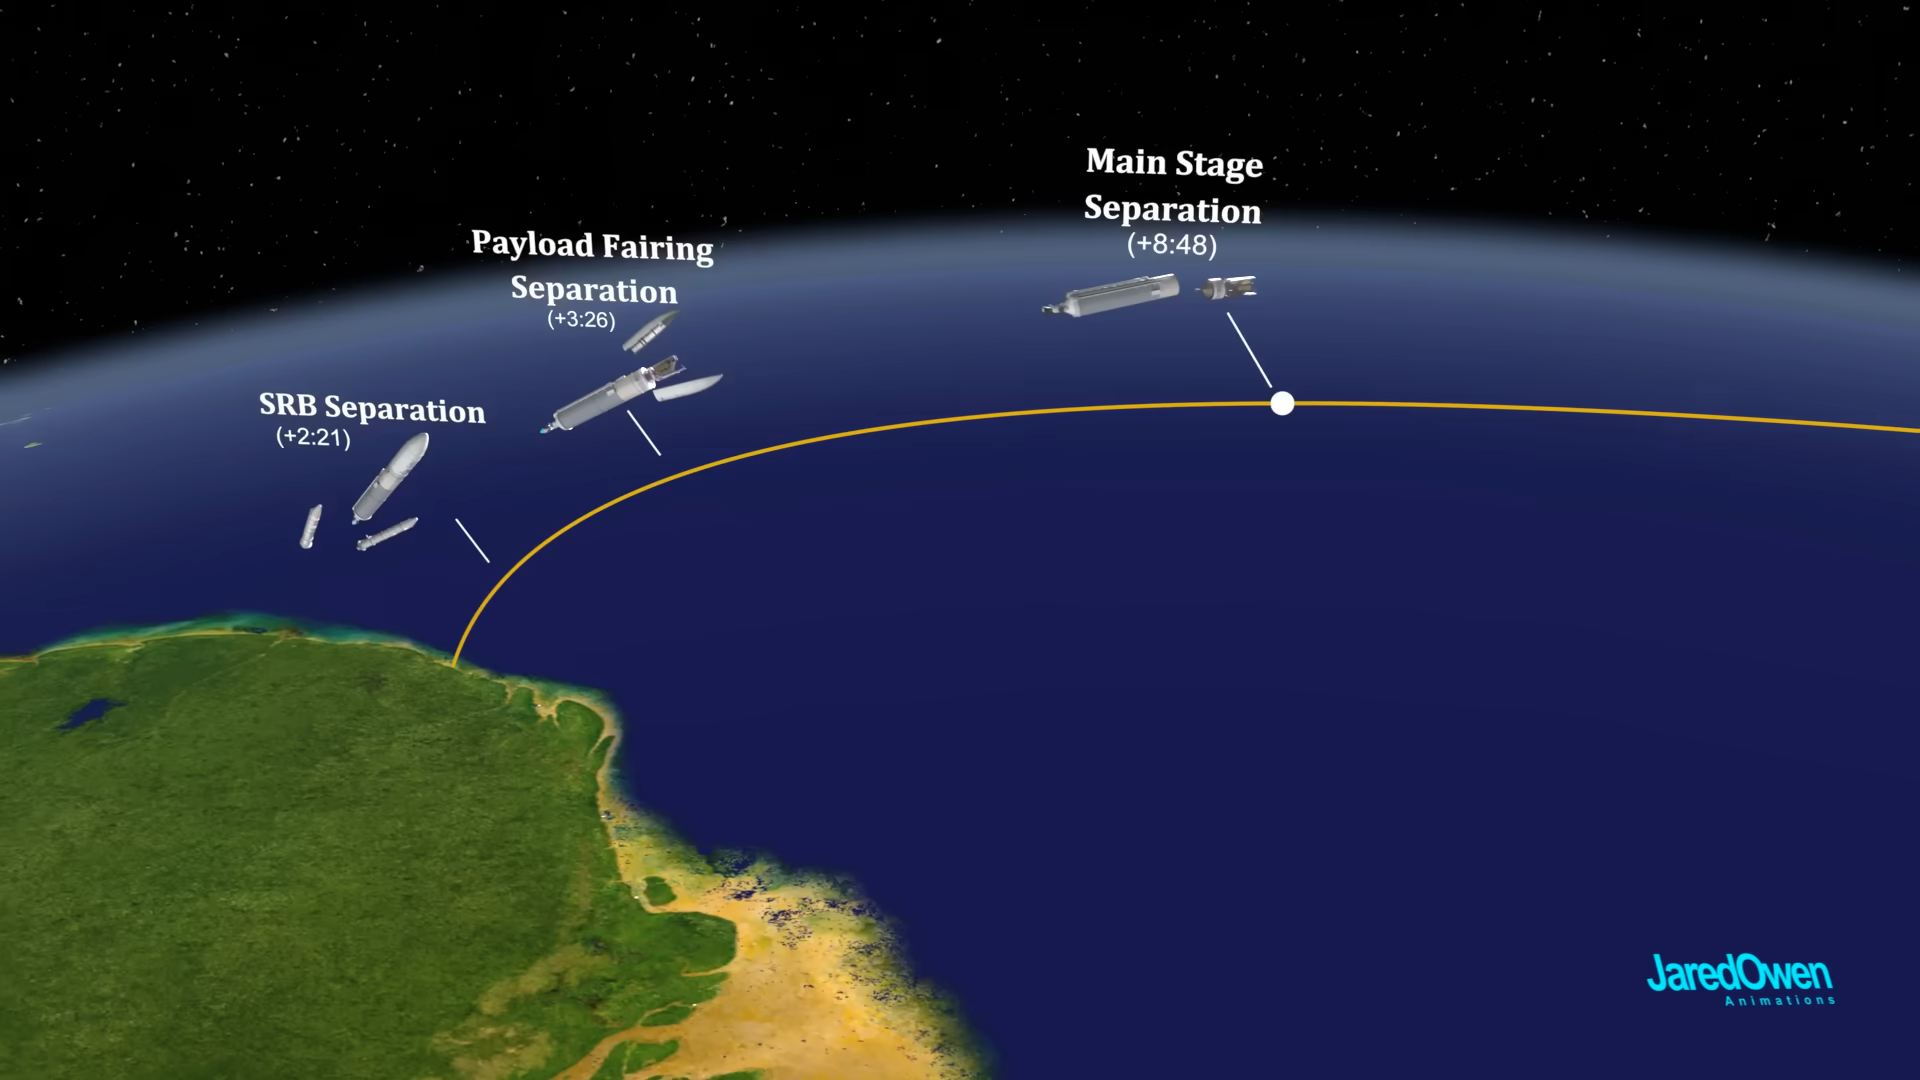 Main Stage
Separation
(+8:48)
Payload Fairing
Separation
(+3:26)
SRB Separation
(+2:21)
JaredOwen
Animations